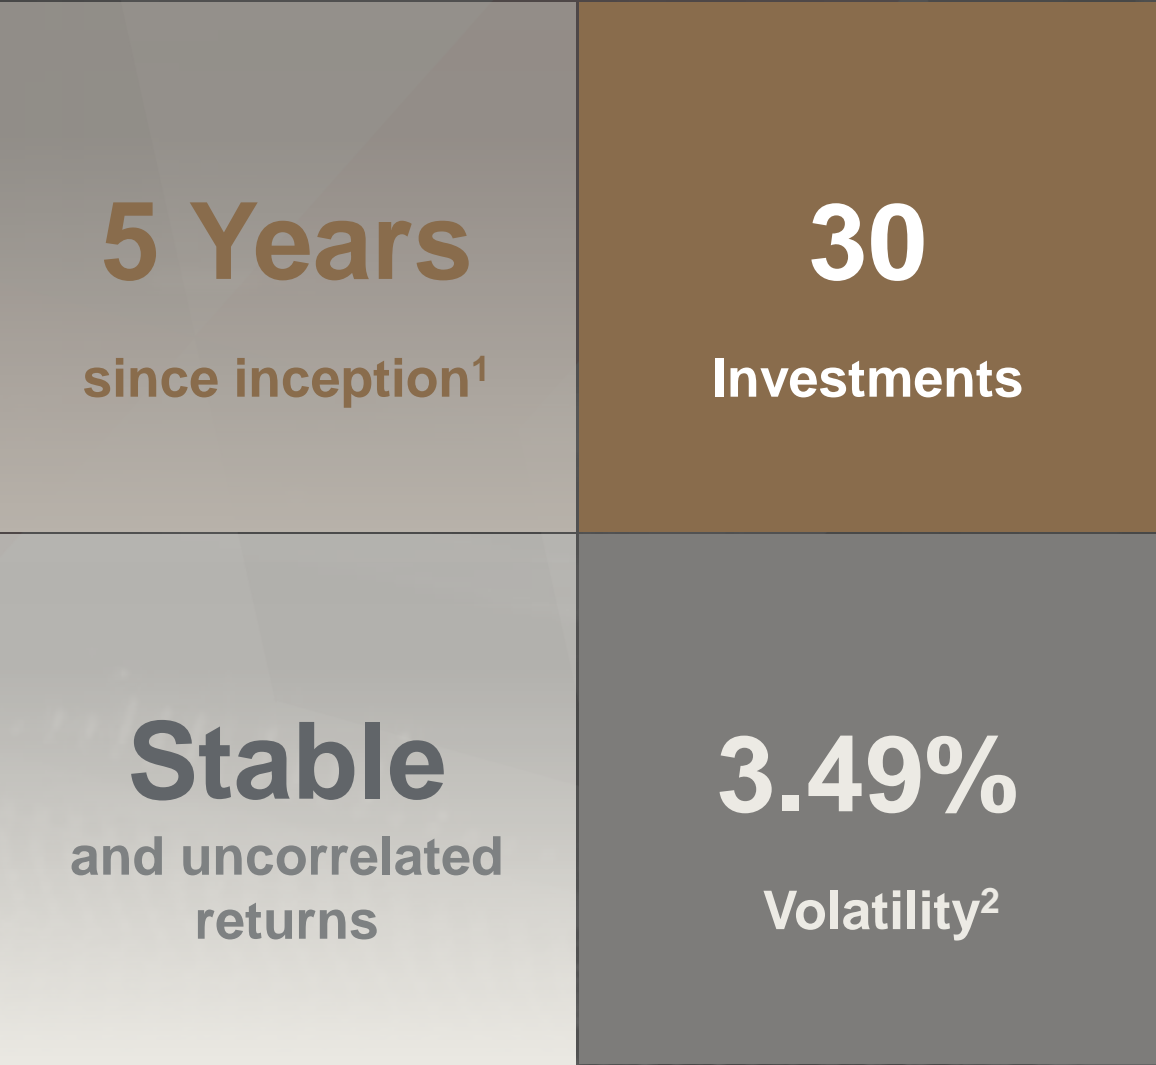 5 Years
since inception¹
30
Investments
Stable
and uncorrelated
returns
3.49%
Volatility²